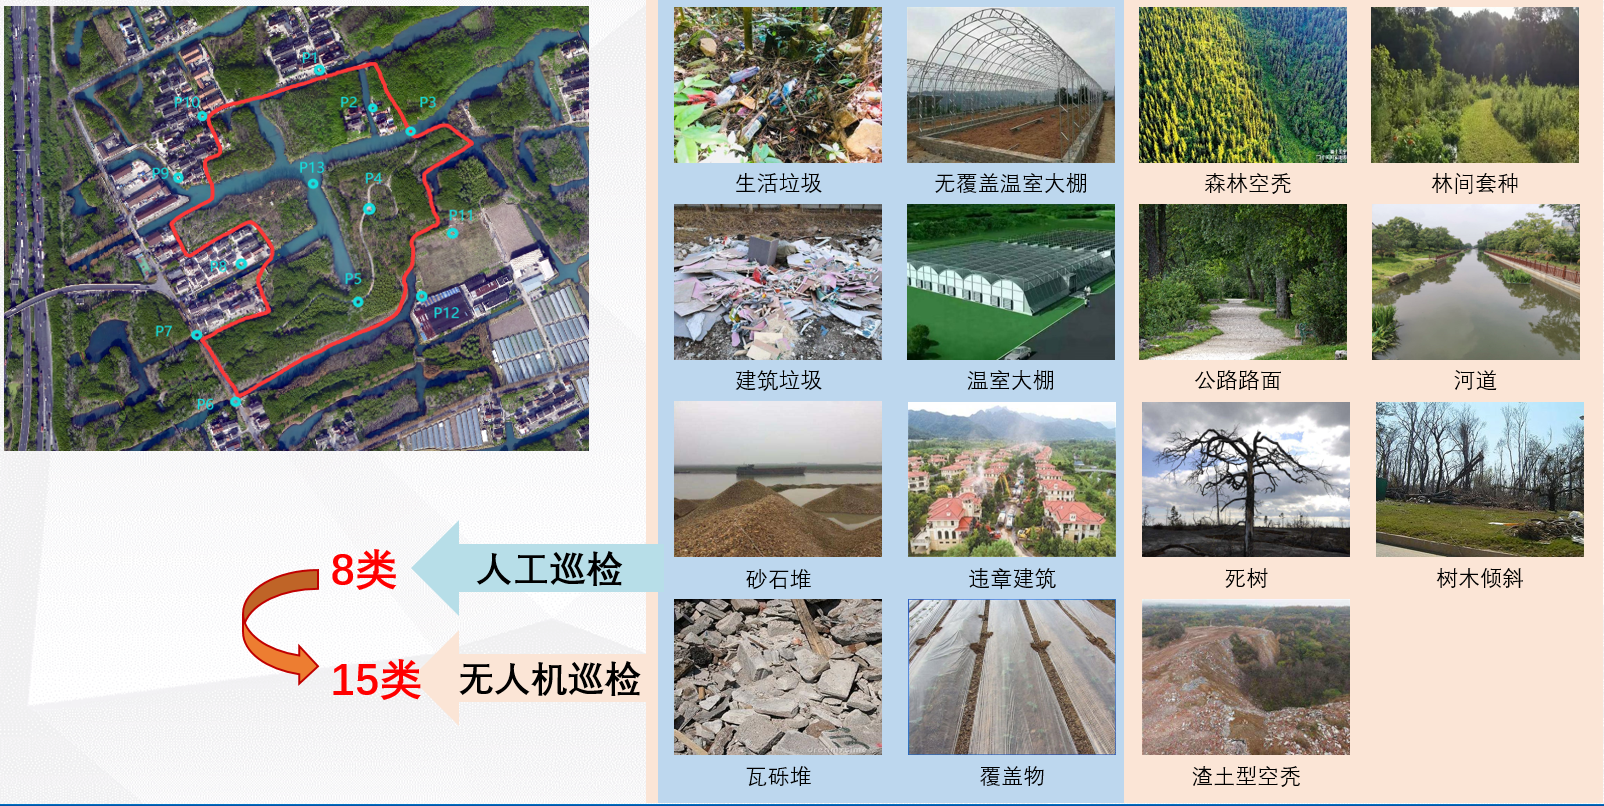 P1
P2
P3
P10
P13
P9
P4
P11
P8
P5
P12
P7
P6
8类
人工巡检
15类
无人机巡检
生活垃圾
无覆盖温室大棚
森林空秃
林间套种
建筑垃圾
温室大棚
公路路面
河道
砂石堆
违章建筑
死树
树木倾斜
瓦砾堆
覆盖物
渣土型空秃